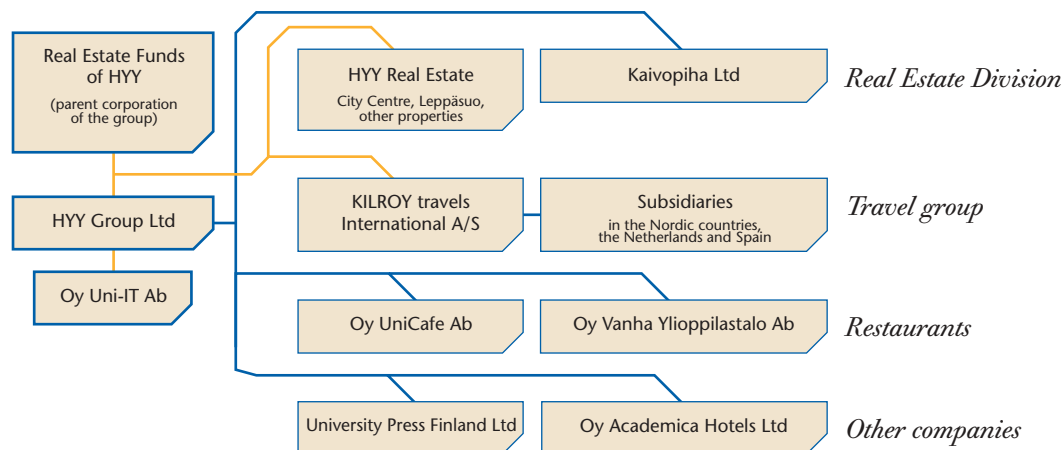 Real Estate Funds
of HYY
(parent corporation
of the group)
HYY Real Estate
City Centre, Leppäsuo,
other properties
Kaivopiha Ltd
Real Estate Division
HYY Group Ltd
KILROY travels
International A/S
Subsidiaries
in the Nordic countries,
the Netherlands and Spain
Travel group
Oy Uni-IT Ab
Oy UniCafe Ab
Oy Vanha Ylioppilastalo Ab
Restaurants
University Press Finland Ltd
Oy Academica Hotels Ltd
Other companies